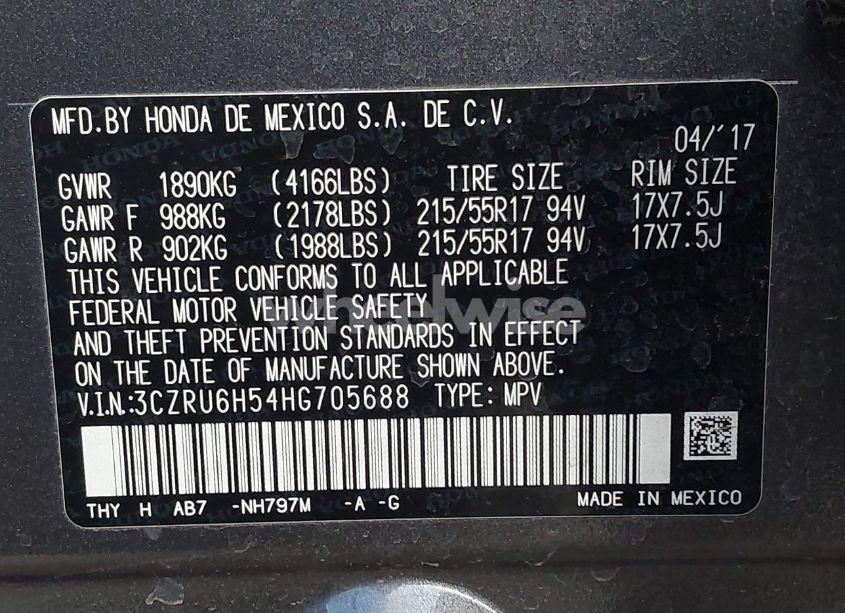 MFD.BY HONDA DE MEXICO S.A. DE C.V.
04/'17
GVWR 1890KG (4166LBS) TIRE SIZE RIM SIZE
GAWR F 988KG (2178LBS) 215/55R17 94V 17X7.5J
GAWR R 902KG (1988LBS) 215/55R17 94V 17X7.5J
THIS VEHICLE CONFORMS TO ALL APPLICABLE
FEDERAL MOTOR VEHICLE SAFETY
AND THEFT PREVENTION STANDARDS IN EFFECT
ON THE DATE OF MANUFACTURE SHOWN ABOVE.
V.I.N.:3CZRU6H54HG705688 TYPE: MPV
THY H AB7 -NH797M -A -G MADE IN MEXICO
wheelwise